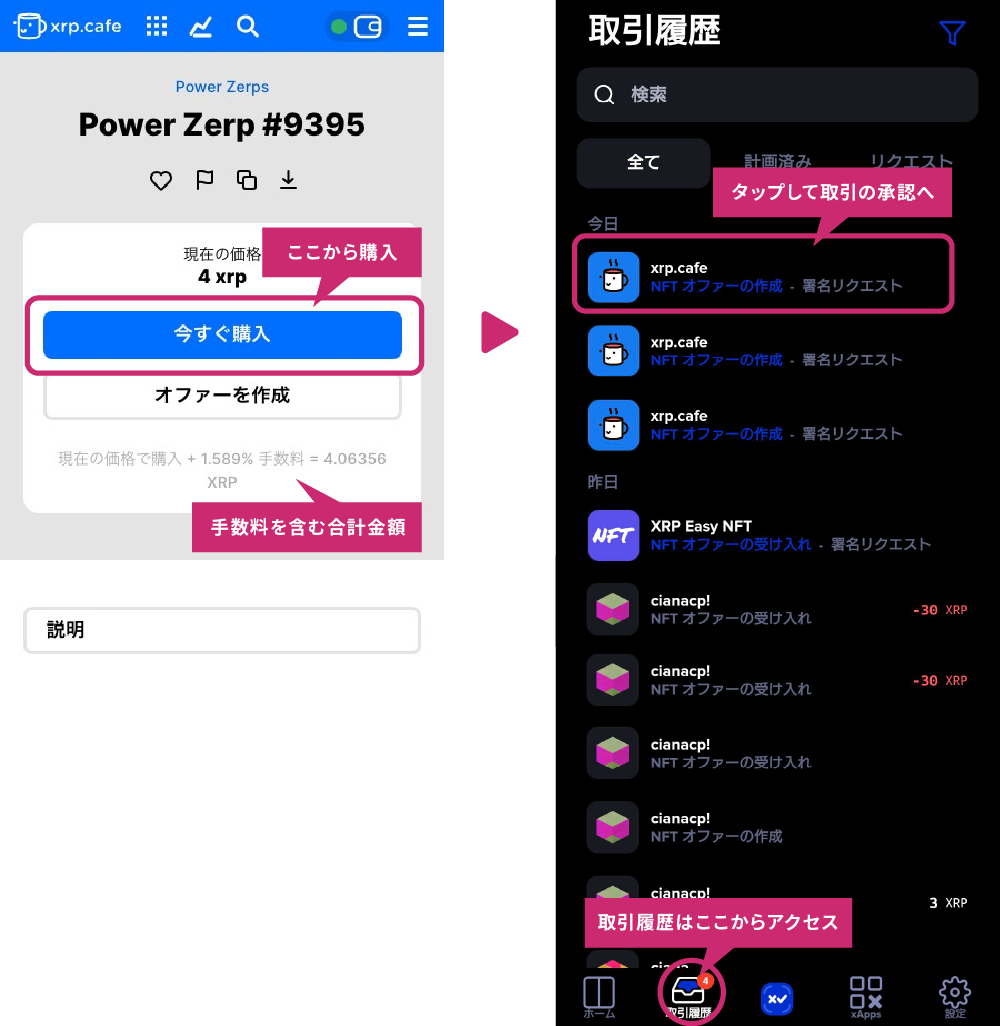 xrp.cafe
Power Zerps
Power Zerp #9395
現在の価格
4 xrp
ここから購入
今すぐ購入
オファーを作成
現在の価格で購入 + 1.589% 手数料 = 4.06356
XRP
手数料を含む合計金額
説明
取引履歴
検索
全て
計画済み
リクエスト
タップして取引の承認へ
今日
xrp.cafe
NFT オファーの作成 - 署名リクエスト
xrp.cafe
NFT オファーの作成 - 署名リクエスト
xrp.cafe
NFT オファーの作成 - 署名リクエスト
昨日
NFT
XRP Easy NFT
NFT オファーの受け入れ - 署名リクエスト
cianacp!
NFT オファーの受け入れ
-30 XRP
cianacp!
NFT オファーの受け入れ
-30 XRP
cianacp!
NFT オファーの受け入れ
cianacp!
NFT オファーの作成
cianacp!
3 XRP
取引履歴はここからアクセス
4
ホーム
取引履歴
xApps
設定